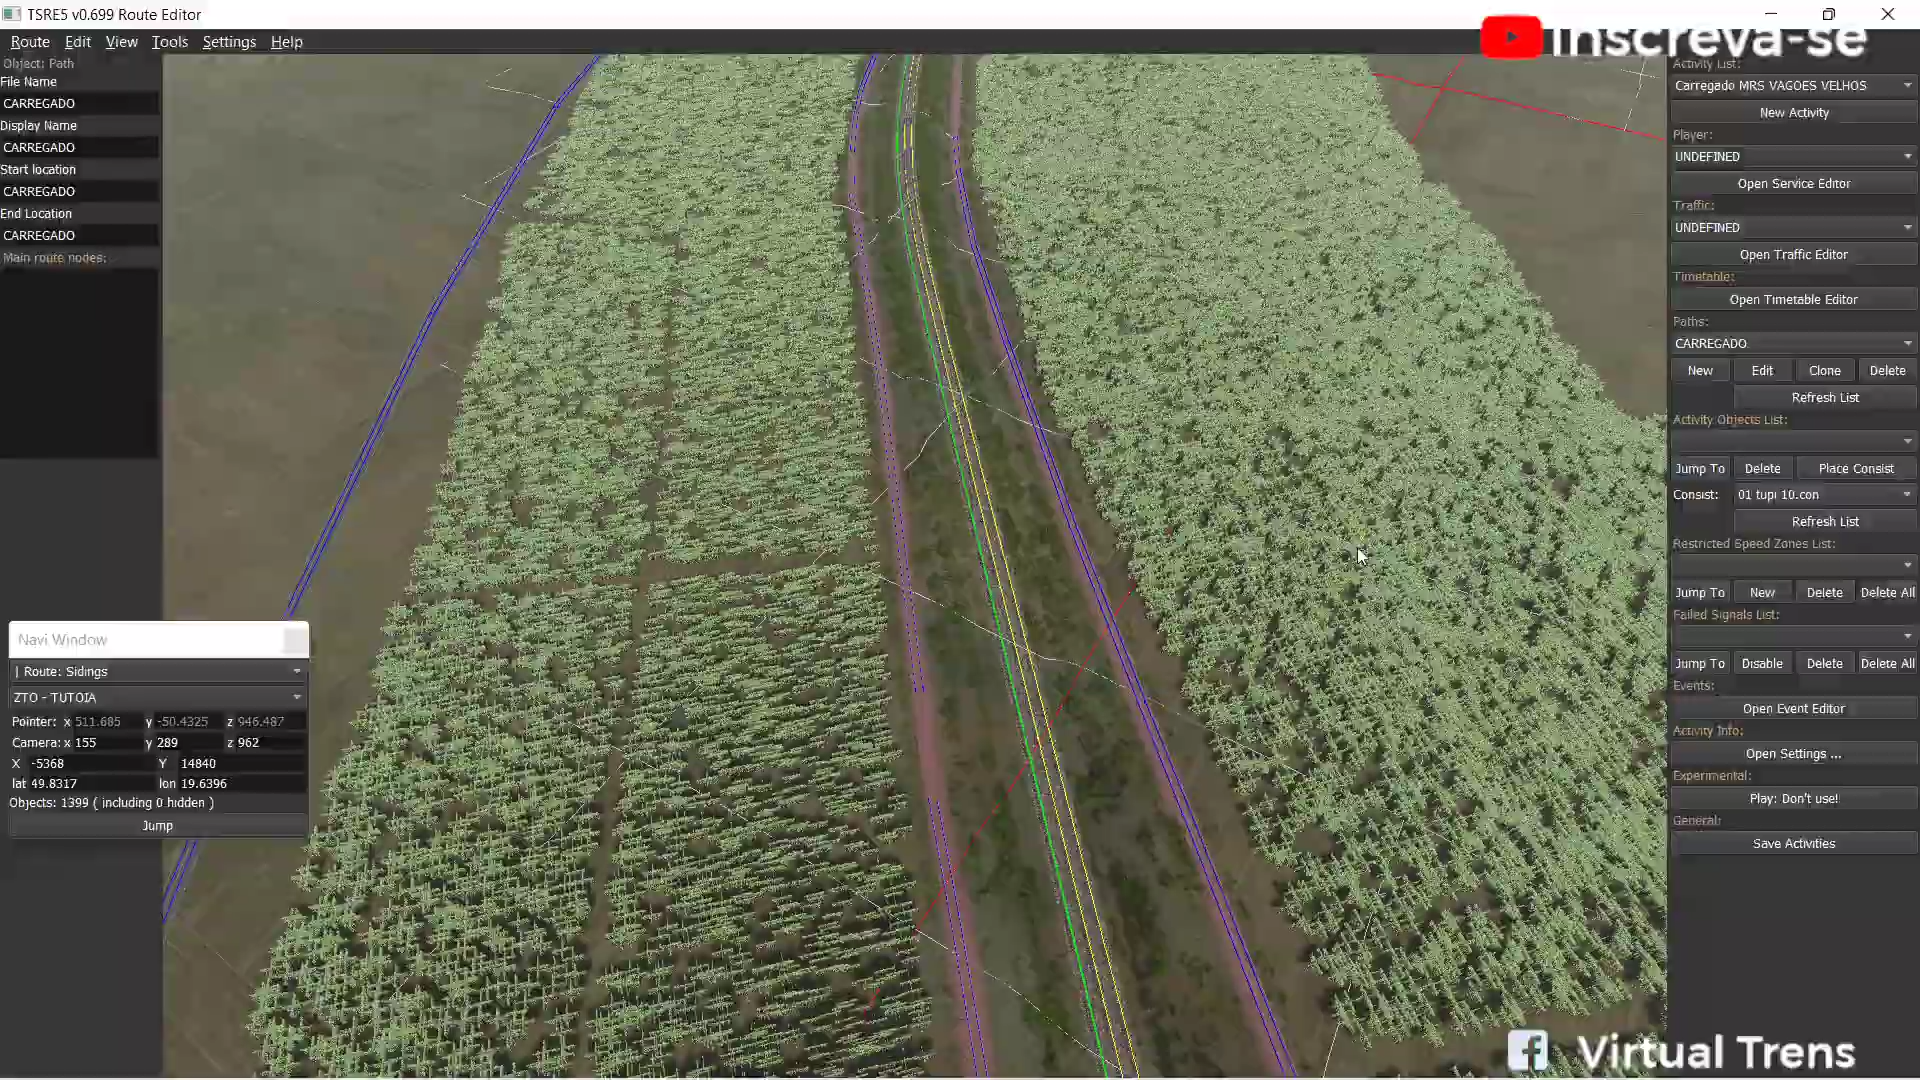 TSRE5 v0.699 Route Editor
Route Edit View Tools Settings Help
Inscreva-se
Object: Path
File Name
CARREGADO
Display Name
CARREGADO
Start location
CARREGADO
End Location
CARREGADO
Main route nodes:
Navi Window
| Route: Sidings
ZTO - TUTOIA
Pointer: x 511.685 y -50.4325 z 946.487
Camera: x 155 y 289 z 962
X -5368 Y 14840
lat 49.8317 lon 19.6396
Objects: 1399 ( including 0 hidden )
Jump
Activity List:
Carregado MRS VAGOES VELHOS
New Activity
Player:
UNDEFINED
Open Service Editor
Traffic:
UNDEFINED
Open Traffic Editor
Timetable:
Open Timetable Editor
Paths:
CARREGADO
New Edit Clone Delete
Refresh List
Activity Objects List:
Jump To Delete Place Consist
Consist: 01 tupi 10.con
Refresh List
Restricted Speed Zones List:
Jump To New Delete Delete All
Failed Signals List:
Jump To Disable Delete Delete All
Events:
Open Event Editor
Activity Info:
Open Settings ...
Experimental:
Play: Don't use!
General:
Save Activities
Virtual Trens